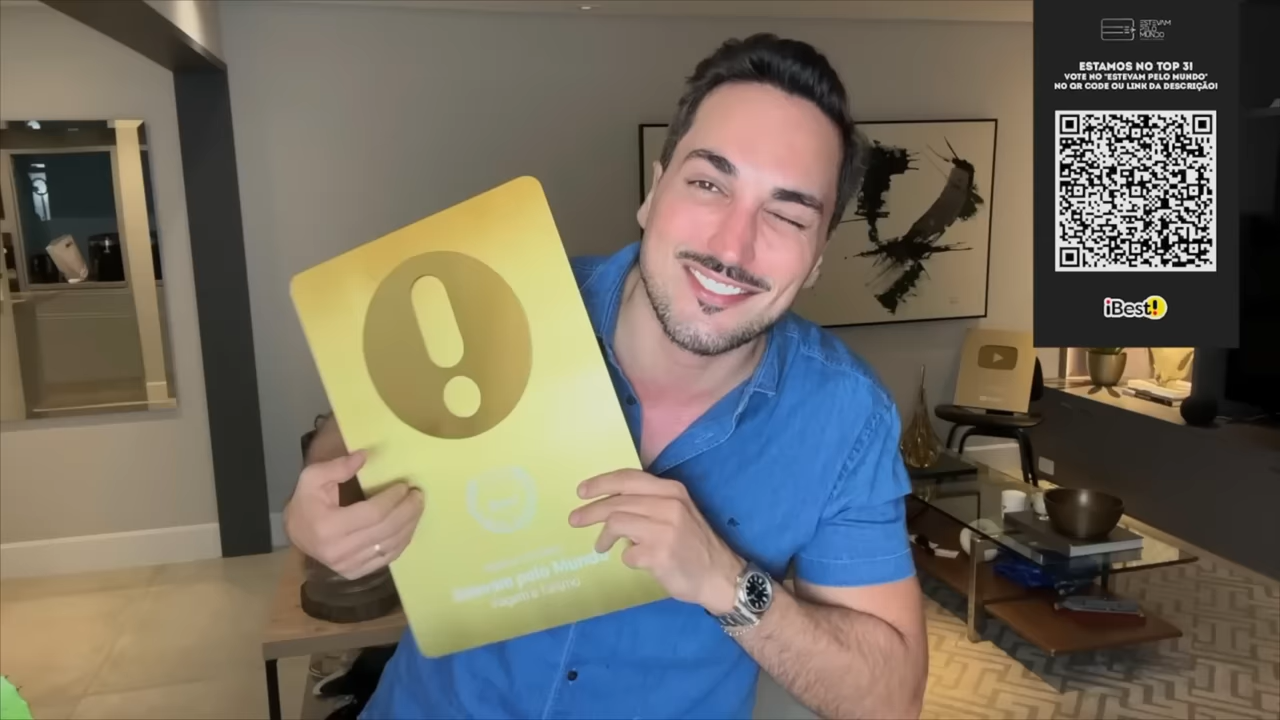 ESTEVAM
PELO
MUNDO
ESTAMOS NO TOP 3!
VOTE NO "ESTEVAM PELO MUNDO"
NO QR CODE OU LINK DA DESCRIÇÃO!
iBest!
Estevam pelo Mundo